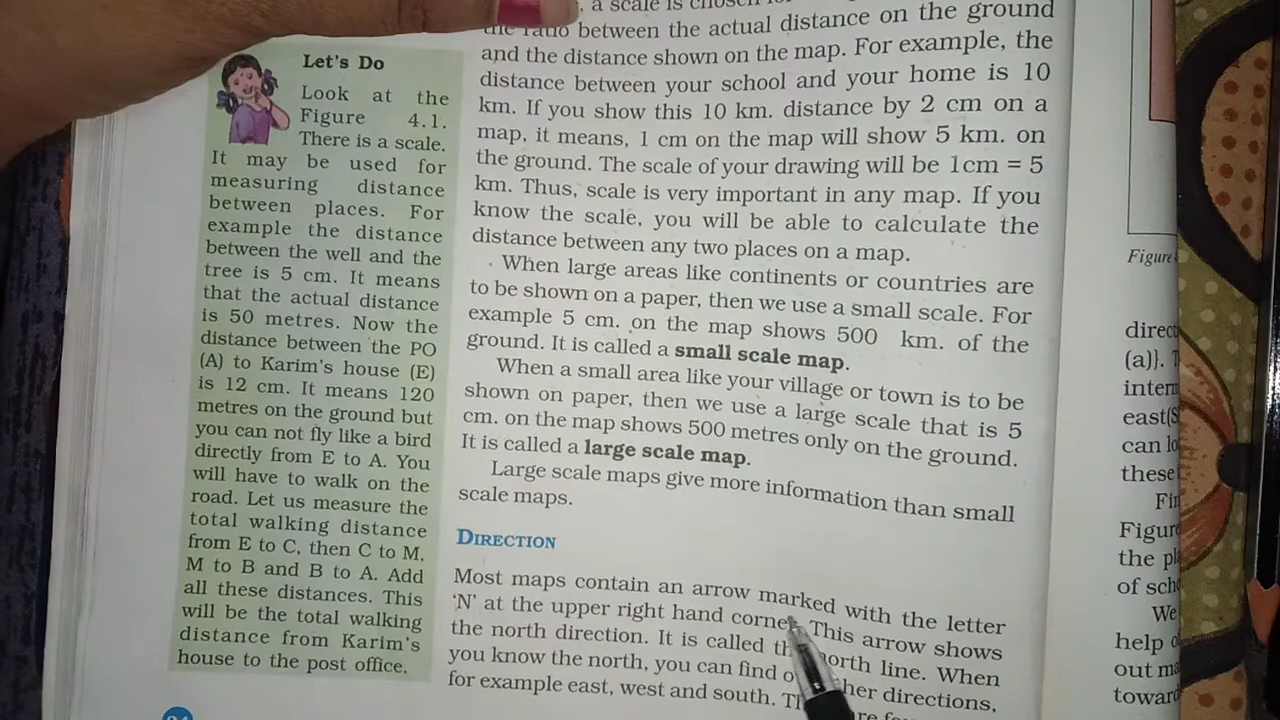 Let's Do
Look at the
Figure 4.1.
There is a scale.
It may be used for
measuring distance
between places. For
example the distance
between the well and the
tree is 5 cm. It means
that the actual distance
is 50 metres. Now the
distance between the PO
(A) to Karim's house (E)
is 12 cm. It means 120
metres on the ground but
you can not fly like a bird
directly from E to A. You
will have to walk on the
road. Let us measure the
total walking distance
from E to C, then C to M,
M to B and B to A. Add
all these distances. This
will be the total walking
distance from Karim's
house to the post office.
a scale is chosen
the ratio between the actual distance on the ground
and the distance shown on the map. For example, the
distance between your school and your home is 10
km. If you show this 10 km. distance by 2 cm on a
map, it means, 1 cm on the map will show 5 km. on
the ground. The scale of your drawing will be 1cm = 5
km. Thus, scale is very important in any map. If you
know the scale, you will be able to calculate the
distance between any two places on a map.
When large areas like continents or countries are
to be shown on a paper, then we use a small scale. For
example 5 cm. on the map shows 500 km. of the
ground. It is called a small scale map.
When a small area like your village or town is to be
shown on paper, then we use a large scale that is 5
cm. on the map shows 500 metres only on the ground.
It is called a large scale map.
Large scale maps give more information than small
scale maps.
DIRECTION
Most maps contain an arrow marked with the letter
'N' at the upper right hand corner. This arrow shows
the north direction. It is called the north line. When
you know the north, you can find other directions,
for example east, west and south.
Figure
direct
(a)}.
intern
east(S
can lo
these
Fin
Figure
the pl
of scho
We
help o
out ma
toward